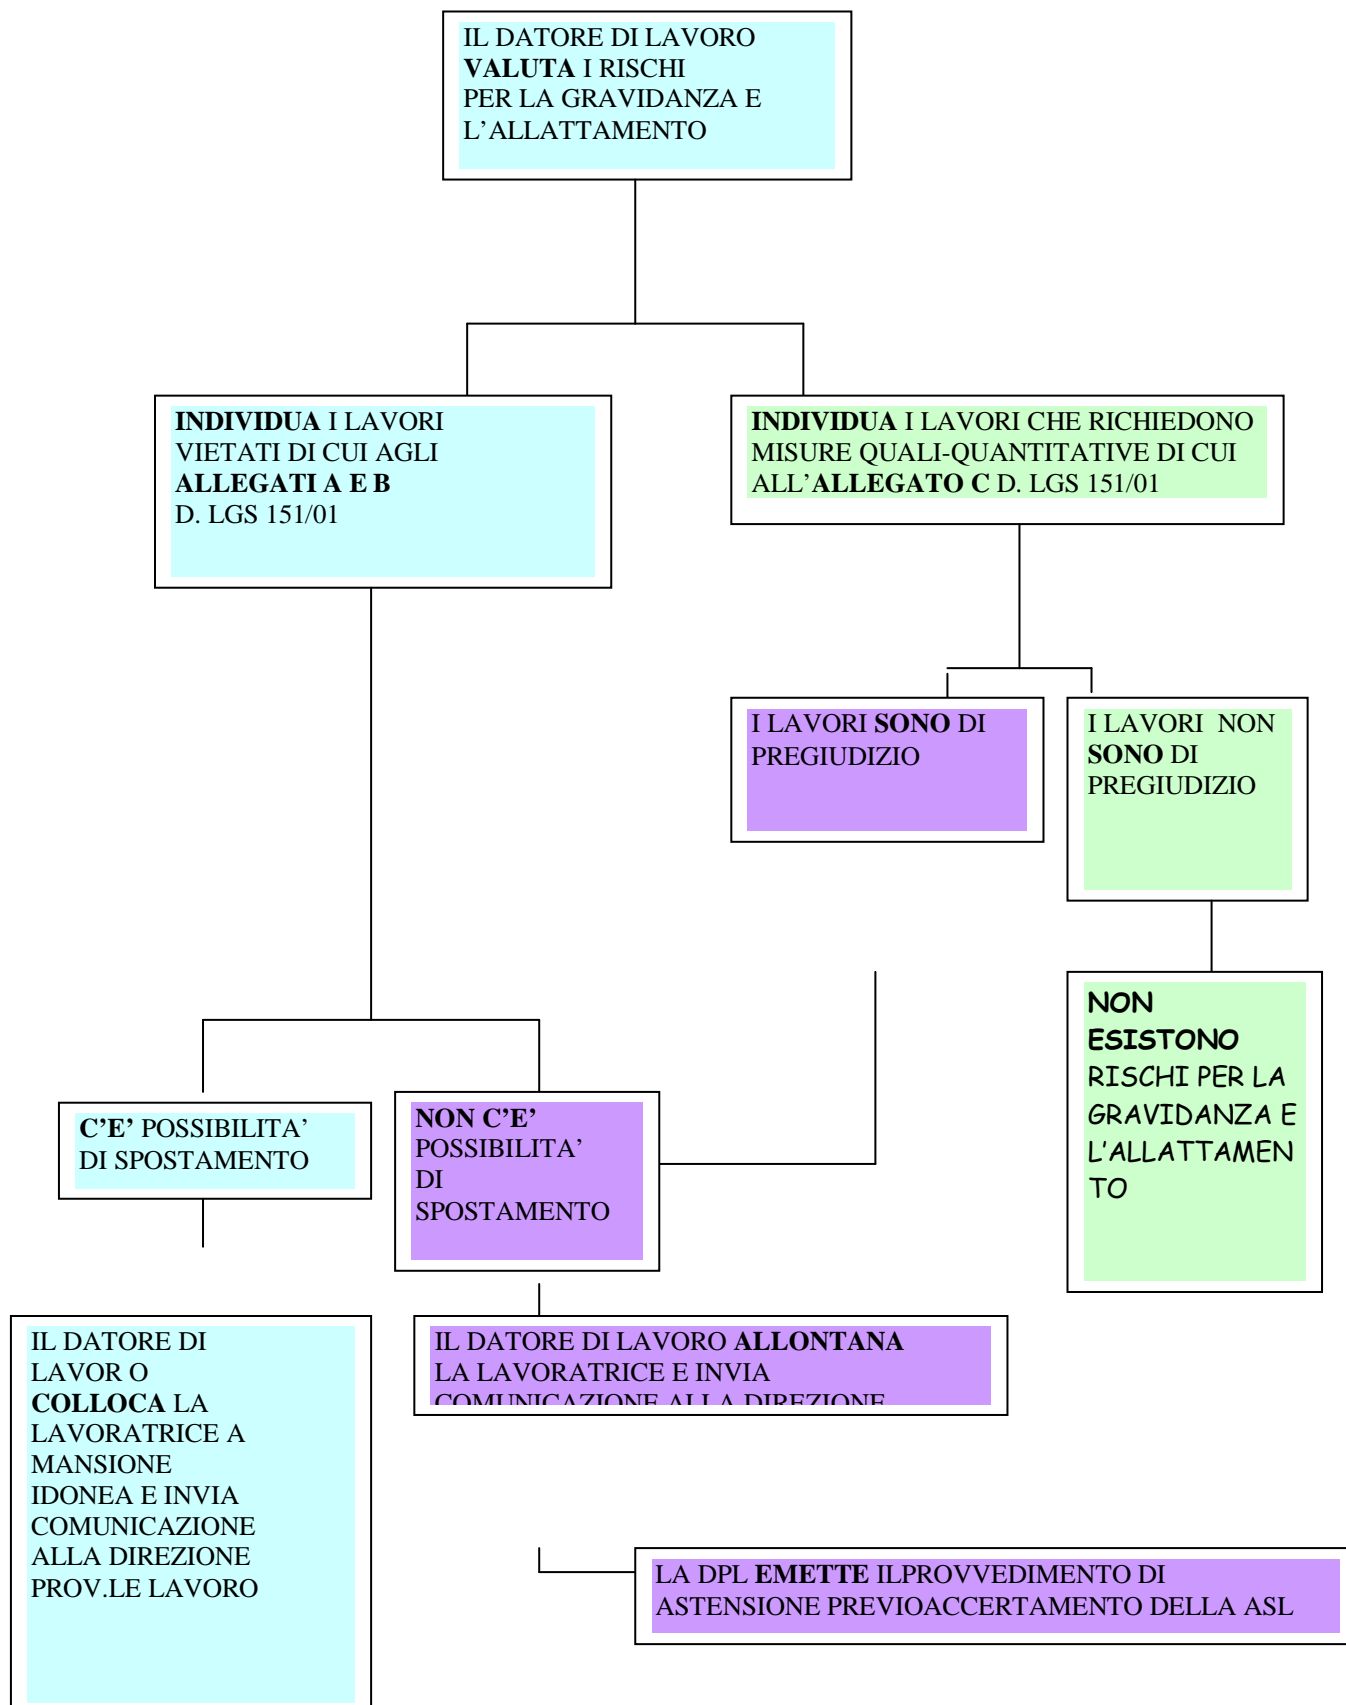 IL DATORE DI LAVORO
VALUTA I RISCHI
PER LA GRAVIDANZA E
L’ALLATTAMENTO
INDIVIDUA I LAVORI
VIETATI DI CUI AGLI
ALLEGATI A E B
D. LGS 151/01
INDIVIDUA I LAVORI CHE RICHIEDONO
MISURE QUALI-QUANTITATIVE DI CUI
ALL’ALLEGATO C D. LGS 151/01
I LAVORI SONO DI
PREGIUDIZIO
I LAVORI NON
SONO DI
PREGIUDIZIO
NON
ESISTONO
RISCHI PER LA
GRAVIDANZA E
L’ALLATTAMEN
TO
C’E’ POSSIBILITA’
DI SPOSTAMENTO
NON C’E’
POSSIBILITA’
DI
SPOSTAMENTO
IL DATORE DI
LAVOR O
COLLOCA LA
LAVORATRICE A
MANSIONE
IDONEA E INVIA
COMUNICAZIONE
ALLA DIREZIONE
PROV.LE LAVORO
IL DATORE DI LAVORO ALLONTANA
LA LAVORATRICE E INVIA
COMUNICAZIONE ALLA DIREZIONE
LA DPL EMETTE ILPROVVEDIMENTO DI
ASTENSIONE PREVIOACCERTAMENTO DELLA ASL